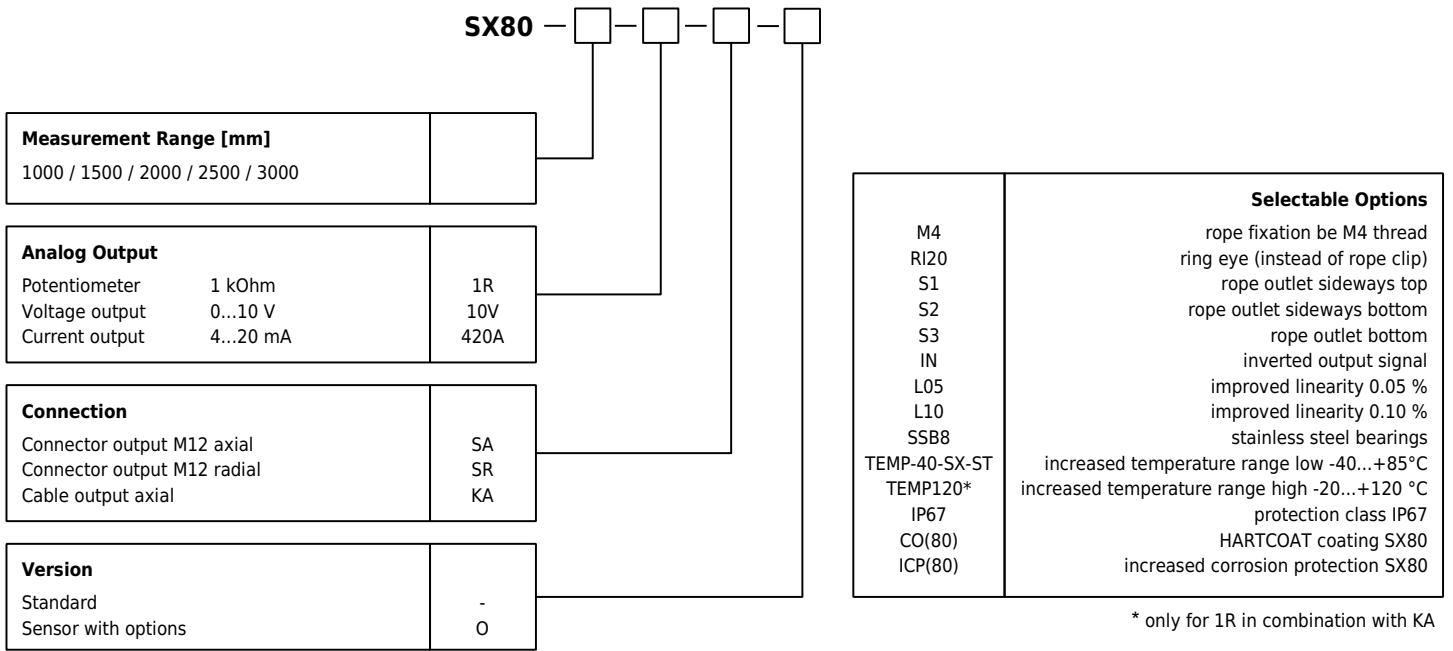 SX80 – – – –
Measurement Range [mm]
1000 / 1500 / 2000 / 2500 / 3000
Analog Output
Potentiometer 1 kOhm 1R
Voltage output 0...10 V 10V
Current output 4...20 mA 420A
Connection
Connector output M12 axial SA
Connector output M12 radial SR
Cable output axial KA
Version
Standard -
Sensor with options O
Selectable Options
M4 rope fixation be M4 thread
RI20 ring eye (instead of rope clip)
S1 rope outlet sideways top
S2 rope outlet sideways bottom
S3 rope outlet bottom
IN inverted output signal
L05 improved linearity 0.05 %
L10 improved linearity 0.10 %
SSB8 stainless steel bearings
TEMP-40-SX-ST increased temperature range low -40...+85°C
TEMP120* increased temperature range high -20...+120 °C
IP67 protection class IP67
CO(80) HARTCOAT coating SX80
ICP(80) increased corrosion protection SX80
* only for 1R in combination with KA